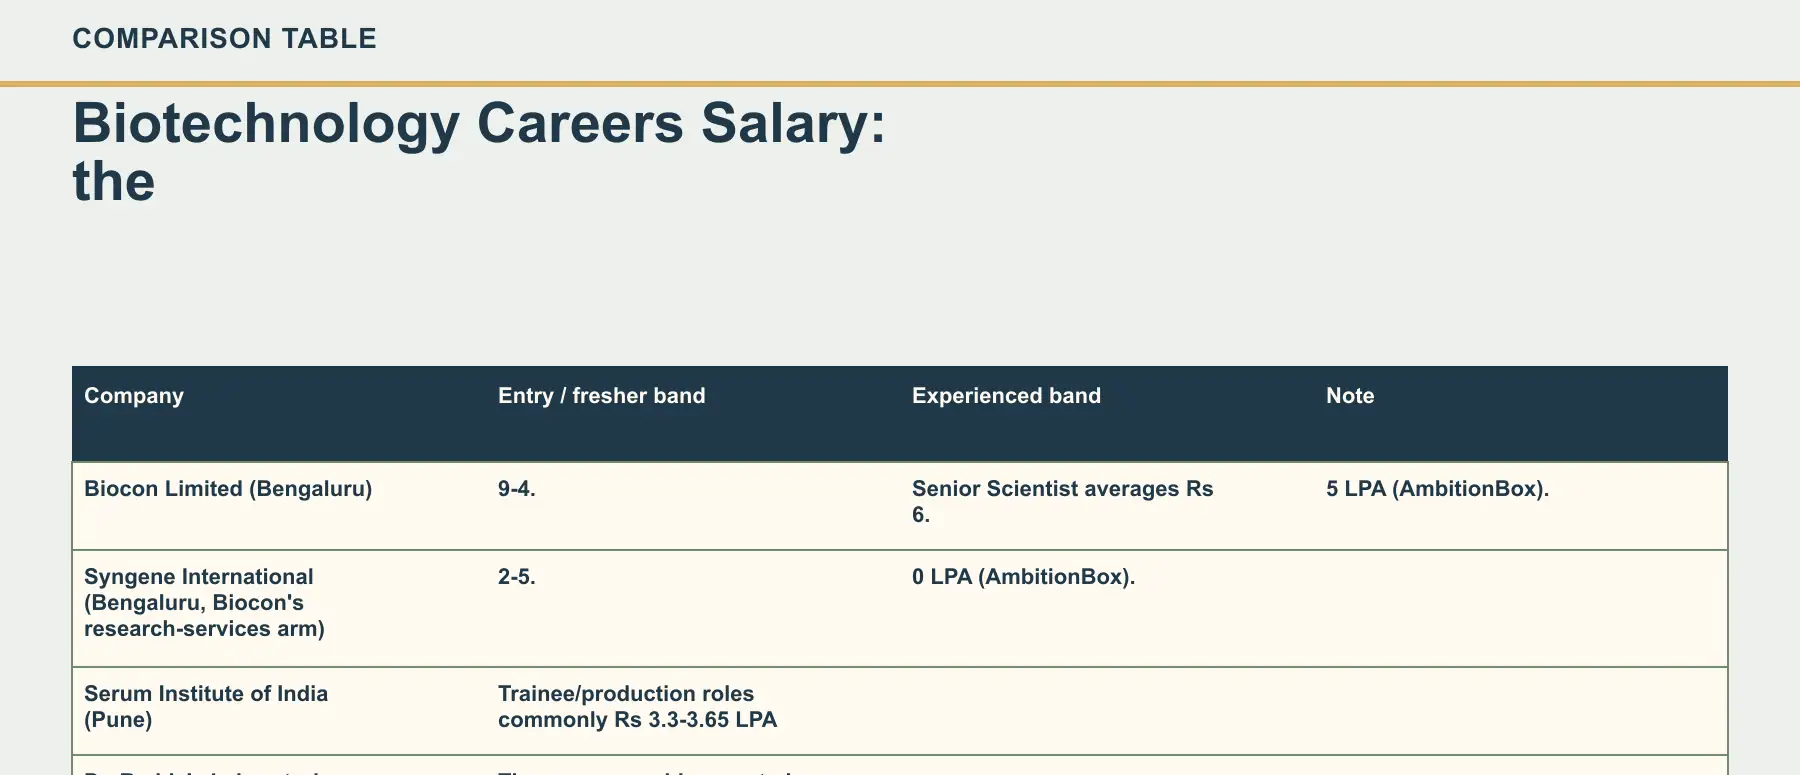 COMPARISON TABLE
Biotechnology Careers Salary:
the
Company
Entry / fresher band
Experienced band
Note
Biocon Limited (Bengaluru)
9-4.
Senior Scientist averages Rs
6.
5 LPA (AmbitionBox).
Syngene International
(Bengaluru, Biocon's
research-services arm)
2-5.
0 LPA (AmbitionBox).
Serum Institute of India
(Pune)
Trainee/production roles
commonly Rs 3.3-3.65 LPA